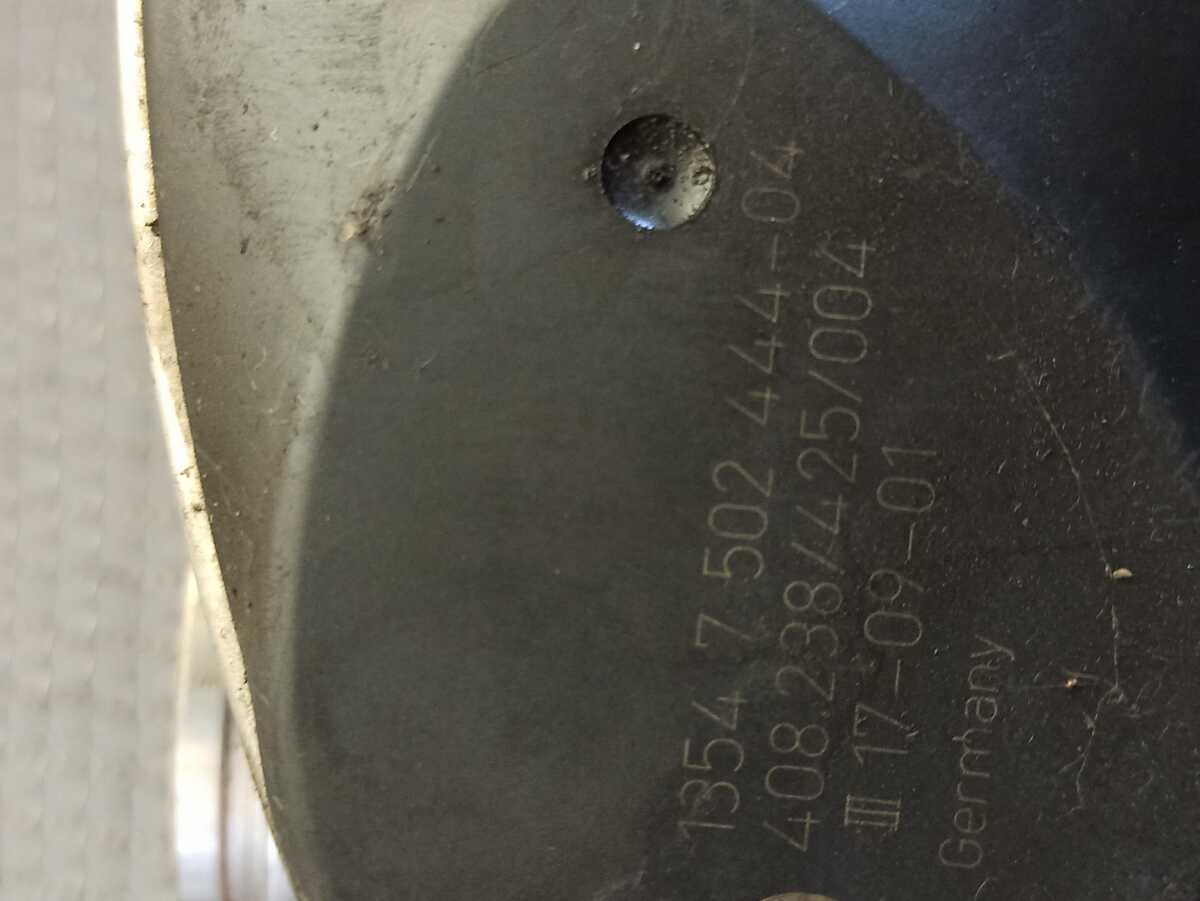 1354 7 502 444-04
408.238/425/004
III 17-09-01
Germany